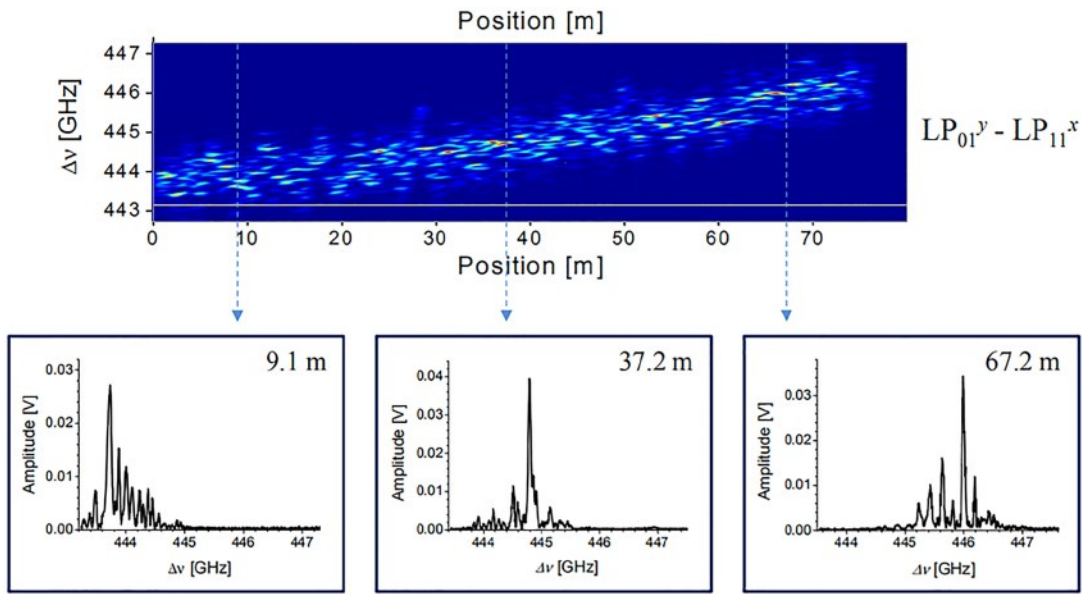 Position [m]
447
446
445
444
443
Δν [GHz]
LP01^y - LP11^x
0 10 20 30 40 50 60 70
Position [m]
9.1 m
0.03
0.02
0.01
0.00
Amplitude [V]
444 445 446 447
Δν [GHz]
37.2 m
0.04
0.03
0.02
0.01
0.00
Amplitude [V]
444 445 446 447
Δν [GHz]
67.2 m
0.03
0.02
0.01
0.00
Amplitude [V]
444 445 446 447
Δν [GHz]